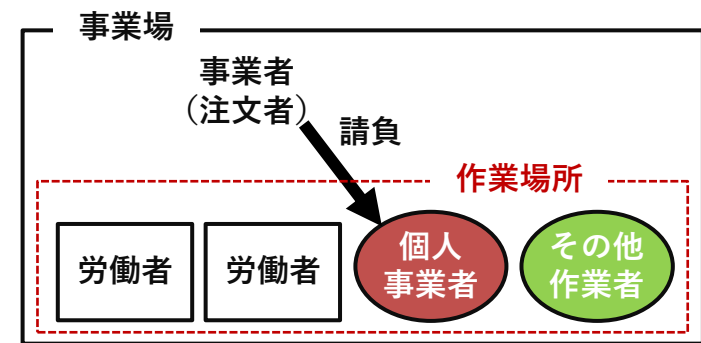 事業場
事業者
（注文者）
請負
作業場所
労働者
労働者
個人
事業者
その他
作業者